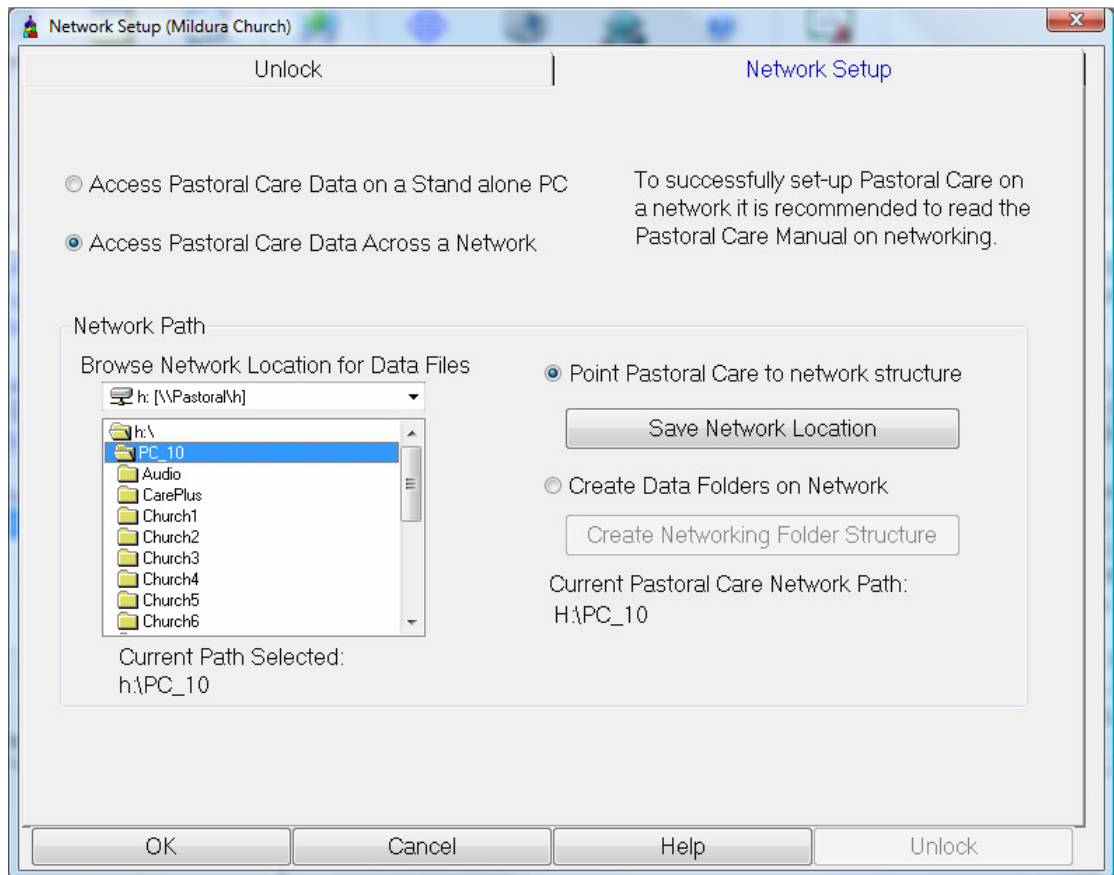 Network Setup (Mildura Church)
Unlock
Network Setup
Access Pastoral Care Data on a Stand alone PC
Access Pastoral Care Data Across a Network
To successfully set-up Pastoral Care on
a network it is recommended to read the
Pastoral Care Manual on networking.
Network Path
Browse Network Location for Data Files
h: [\\Pastoral\h]
h:\
PC_10
Audio
CarePlus
Church1
Church2
Church3
Church4
Church5
Church6
Current Path Selected:
h:\PC_10
Point Pastoral Care to network structure
Save Network Location
Create Data Folders on Network
Create Networking Folder Structure
Current Pastoral Care Network Path:
H:\PC_10
OK
Cancel
Help
Unlock